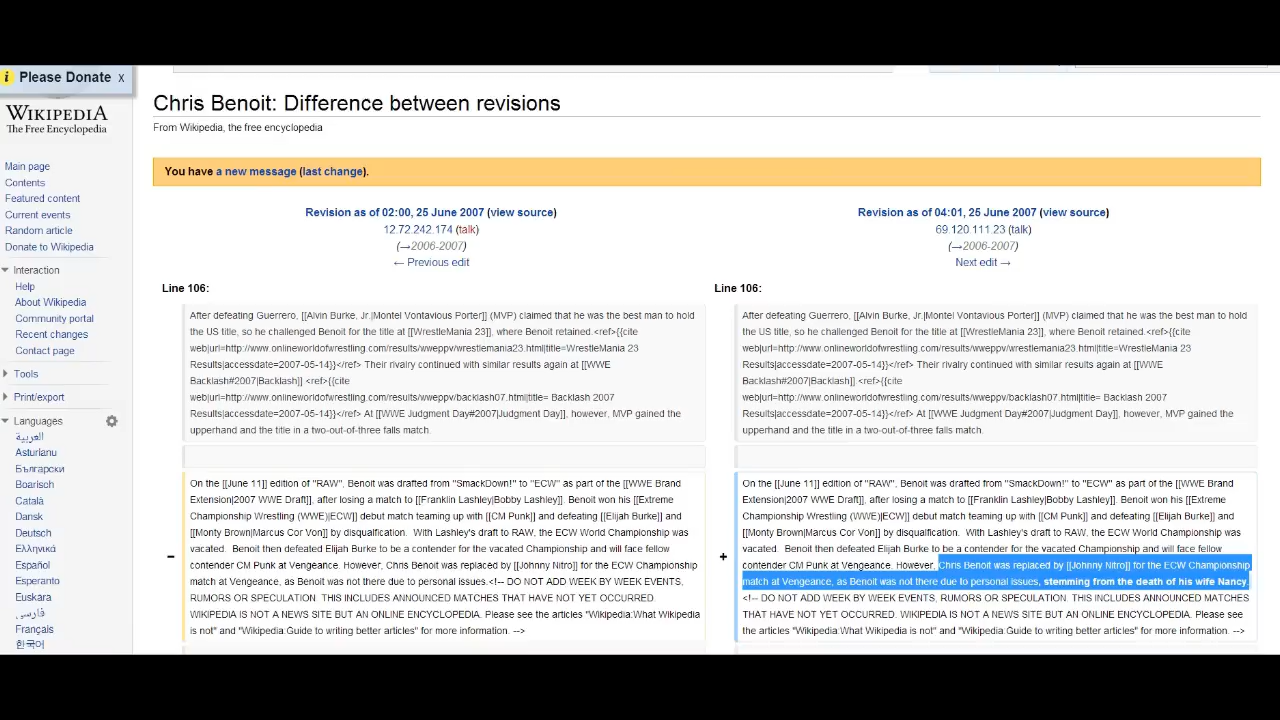 Please Donate x
WIKIPEDIA
The Free Encyclopedia
Main page
Contents
Featured content
Current events
Random article
Donate to Wikipedia
Interaction
Help
About Wikipedia
Community portal
Recent changes
Contact page
Tools
Print/export
Languages
العربية
Asturianu
Български
Boarisch
Català
Dansk
Deutsch
Ελληνικά
Español
Esperanto
Euskara
فارسی
Français
한국어
Chris Benoit: Difference between revisions
From Wikipedia, the free encyclopedia
You have a new message (last change).
Revision as of 02:00, 25 June 2007 (view source)
12.72.242.174 (talk)
(→2006-2007)
← Previous edit
Line 106:
After defeating Guerrero, [[Alvin Burke, Jr.|Montel Vontavious Porter]] (MVP) claimed that he was the best man to hold
the US title, so he challenged Benoit for the title at [[WrestleMania 23]], where Benoit retained.<ref>{{cite
web|url=http://www.onlineworldofwrestling.com/results/wweppv/wrestlemania23.html|title=WrestleMania 23
Results|accessdate=2007-05-14}}</ref> Their rivalry continued with similar results again at [[WWE
Backlash#2007|Backlash]] <ref>{{cite
web|url=http://www.onlineworldofwrestling.com/results/wweppv/backlash07.html|title= Backlash 2007
Results|accessdate=2007-05-14}}</ref> At [[WWE Judgment Day#2007|Judgment Day]], however, MVP gained the
upperhand and the title in a two-out-of-three falls match.
− On the [[June 11]] edition of ''RAW'', Benoit was drafted from ''SmackDown!'' to ''ECW'' as part of the [[WWE Brand
Extension|2007 WWE Draft]], after losing a match to [[Franklin Lashley|Bobby Lashley]]. Benoit won his [[Extreme
Championship Wrestling (WWE)|ECW]] debut match teaming up with [[CM Punk]] and defeating [[Elijah Burke]] and
[[Monty Brown|Marcus Cor Von]] by disqualification.  With Lashley's draft to RAW, the ECW World Championship was
vacated.  Benoit then defeated Elijah Burke to be a contender for the vacated Championship and will face fellow
contender CM Punk at Vengeance. However, Chris Benoit was replaced by [[Johnny Nitro]] for the ECW Championship
match at Vengeance, as Benoit was not there due to personal issues.<!-- DO NOT ADD WEEK BY WEEK EVENTS,
RUMORS OR SPECULATION. THIS INCLUDES ANNOUNCED MATCHES THAT HAVE NOT YET OCCURRED.
WIKIPEDIA IS NOT A NEWS SITE BUT AN ONLINE ENCYCLOPEDIA. Please see the articles "Wikipedia:What Wikipedia
is not" and "Wikipedia:Guide to writing better articles" for more information. -->
Revision as of 04:01, 25 June 2007 (view source)
69.120.111.23 (talk)
(→2006-2007)
Next edit →
Line 106:
After defeating Guerrero, [[Alvin Burke, Jr.|Montel Vontavious Porter]] (MVP) claimed that he was the best man to hold
the US title, so he challenged Benoit for the title at [[WrestleMania 23]], where Benoit retained.<ref>{{cite
web|url=http://www.onlineworldofwrestling.com/results/wweppv/wrestlemania23.html|title=WrestleMania 23
Results|accessdate=2007-05-14}}</ref> Their rivalry continued with similar results again at [[WWE
Backlash#2007|Backlash]] <ref>{{cite
web|url=http://www.onlineworldofwrestling.com/results/wweppv/backlash07.html|title= Backlash 2007
Results|accessdate=2007-05-14}}</ref> At [[WWE Judgment Day#2007|Judgment Day]], however, MVP gained the
upperhand and the title in a two-out-of-three falls match.
+ On the [[June 11]] edition of ''RAW'', Benoit was drafted from ''SmackDown!'' to ''ECW'' as part of the [[WWE Brand
Extension|2007 WWE Draft]], after losing a match to [[Franklin Lashley|Bobby Lashley]]. Benoit won his [[Extreme
Championship Wrestling (WWE)|ECW]] debut match teaming up with [[CM Punk]] and defeating [[Elijah Burke]] and
[[Monty Brown|Marcus Cor Von]] by disqualification.  With Lashley's draft to RAW, the ECW World Championship was
vacated.  Benoit then defeated Elijah Burke to be a contender for the vacated Championship and will face fellow
contender CM Punk at Vengeance. However, Chris Benoit was replaced by [[Johnny Nitro]] for the ECW Championship
match at Vengeance, as Benoit was not there due to personal issues, stemming from the death of his wife Nancy.
<!-- DO NOT ADD WEEK BY WEEK EVENTS, RUMORS OR SPECULATION. THIS INCLUDES ANNOUNCED MATCHES
THAT HAVE NOT YET OCCURRED. WIKIPEDIA IS NOT A NEWS SITE BUT AN ONLINE ENCYCLOPEDIA. Please see
the articles "Wikipedia:What Wikipedia is not" and "Wikipedia:Guide to writing better articles" for more information. -->